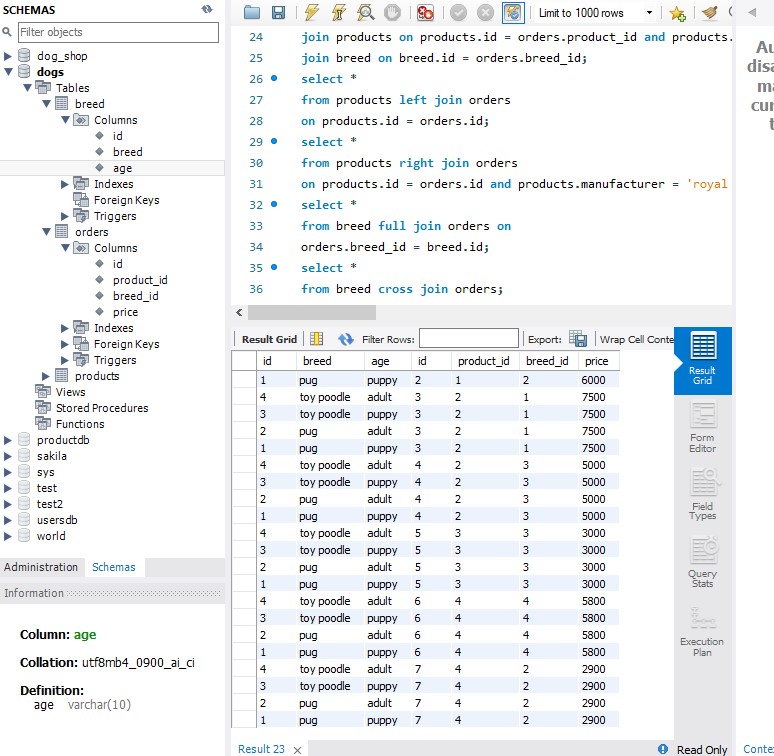 SCHEMAS
Filter objects
dog_shop
dogs
Tables
breed
Columns
id
breed
age
Indexes
Foreign Keys
Triggers
orders
Columns
id
product_id
breed_id
price
Indexes
Foreign Keys
Triggers
products
Views
Stored Procedures
Functions
productdb
sakila
sys
test
test2
usersdb
world
Administration Schemas
Information
Column: age
Collation: utf8mb4_0900_ai_ci
Definition:
age varchar(10)
Limit to 1000 rows
24 join products on products.id = orders.product_id and products.
25 join breed on breed.id = orders.breed_id;
26 select *
27 from products left join orders
28 on products.id = orders.id;
29 select *
30 from products right join orders
31 on products.id = orders.id and products.manufacturer = 'royal
32 select *
33 from breed full join orders on
34 orders.breed_id = breed.id;
35 select *
36 from breed cross join orders;
Result Grid Filter Rows: Export: Wrap Cell Conte
id breed age id product_id breed_id price
1 pug puppy 2 1 2 6000
4 toy poodle adult 3 2 1 7500
3 toy poodle puppy 3 2 1 7500
2 pug adult 3 2 1 7500
1 pug puppy 3 2 1 7500
4 toy poodle adult 4 2 3 5000
3 toy poodle puppy 4 2 3 5000
2 pug adult 4 2 3 5000
1 pug puppy 4 2 3 5000
4 toy poodle adult 5 3 3 3000
3 toy poodle puppy 5 3 3 3000
2 pug adult 5 3 3 3000
1 pug puppy 5 3 3 3000
4 toy poodle adult 6 4 4 5800
3 toy poodle puppy 6 4 4 5800
2 pug adult 6 4 4 5800
1 pug puppy 6 4 4 5800
4 toy poodle adult 7 4 2 2900
3 toy poodle puppy 7 4 2 2900
2 pug adult 7 4 2 2900
1 pug puppy 7 4 2 2900
Result 23
Read Only
Result
Grid
Form
Editor
Field
Types
Query
Stats
Execution
Plan
Au
disa
ma
cur
t
Conte